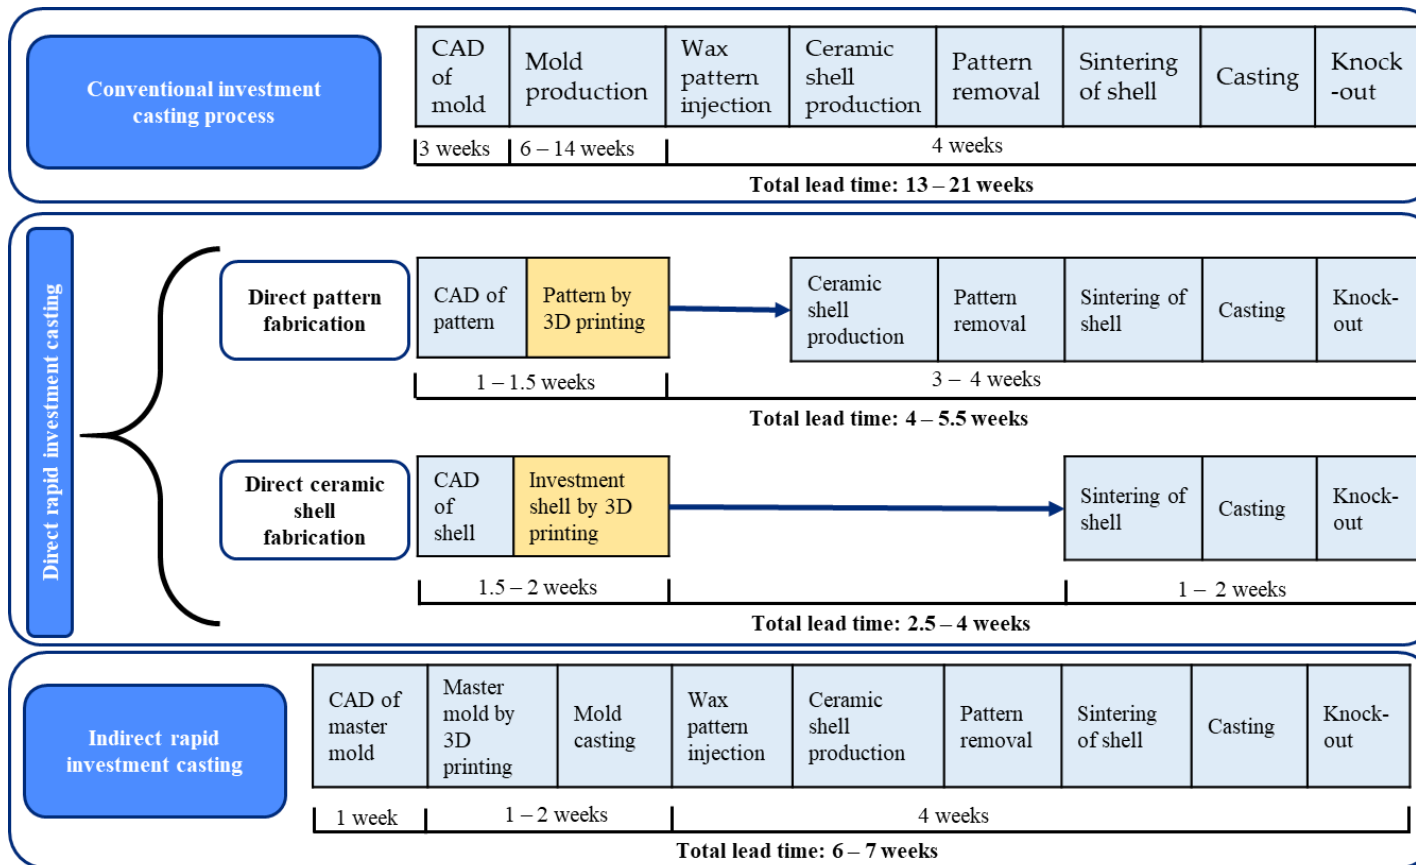 Conventional investment
casting process
CAD
of
mold
Mold
production
Wax
pattern
injection
Ceramic
shell
production
Pattern
removal
Sintering
of shell
Casting
Knock
-out
3 weeks
6 – 14 weeks
4 weeks
Total lead time: 13 – 21 weeks
Direct rapid investment casting
Direct pattern
fabrication
CAD of
pattern
Pattern by
3D printing
Ceramic
shell
production
Pattern
removal
Sintering of
shell
Casting
Knock-
out
1 – 1.5 weeks
3 – 4 weeks
Total lead time: 4 – 5.5 weeks
Direct ceramic
shell
fabrication
CAD
of
shell
Investment
shell by 3D
printing
Sintering of
shell
Casting
Knock-
out
1.5 – 2 weeks
1 – 2 weeks
Total lead time: 2.5 – 4 weeks
Indirect rapid
investment casting
CAD of
master
mold
Master
mold by
3D
printing
Mold
casting
Wax
pattern
injection
Ceramic
shell
production
Pattern
removal
Sintering
of shell
Casting
Knock-
out
1 week
1 – 2 weeks
4 weeks
Total lead time: 6 – 7 weeks